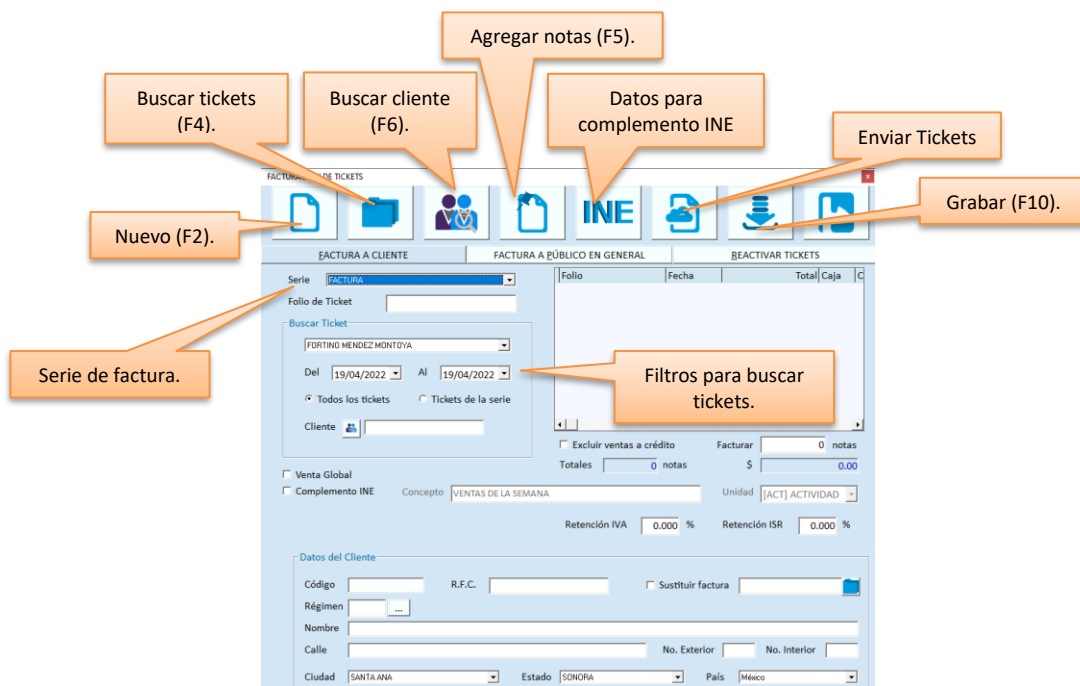 Agregar notas (F5).
Buscar tickets
(F4).
Buscar cliente
(F6).
Datos para
complemento INE
Enviar Tickets
Grabar (F10).
Nuevo (F2).
DE TICKETS
x
INE
FACTURA A CLIENTE
FACTURA A PÚBLICO EN GENERAL
REACTIVAR TICKETS
Serie
FACTURA
Folio
Fecha
Total
Caja
C
Folio de Ticket
Buscar Ticket
FORTINO MENDEZ MONTOYA
Serie de factura.
Del
19/04/2022
Al
19/04/2022
Filtros para buscar
tickets.
Todos los tickets
Tickets de la serie
Cliente
Excluir ventas a crédito
Facturar
0
notas
Totales
0
notas
$
0.00
Venta Global
Complemento INE
Concepto
VENTAS DE LA SEMANA
Unidad
[ACT] ACTIVIDAD
Retención IVA
0.000
%
Retención ISR
0.000
%
Datos del Cliente
Código
R.F.C.
Sustituir factura
Régimen
...
Nombre
Calle
No. Exterior
No. Interior
Ciudad
SANTA ANA
Estado
SONORA
País
México